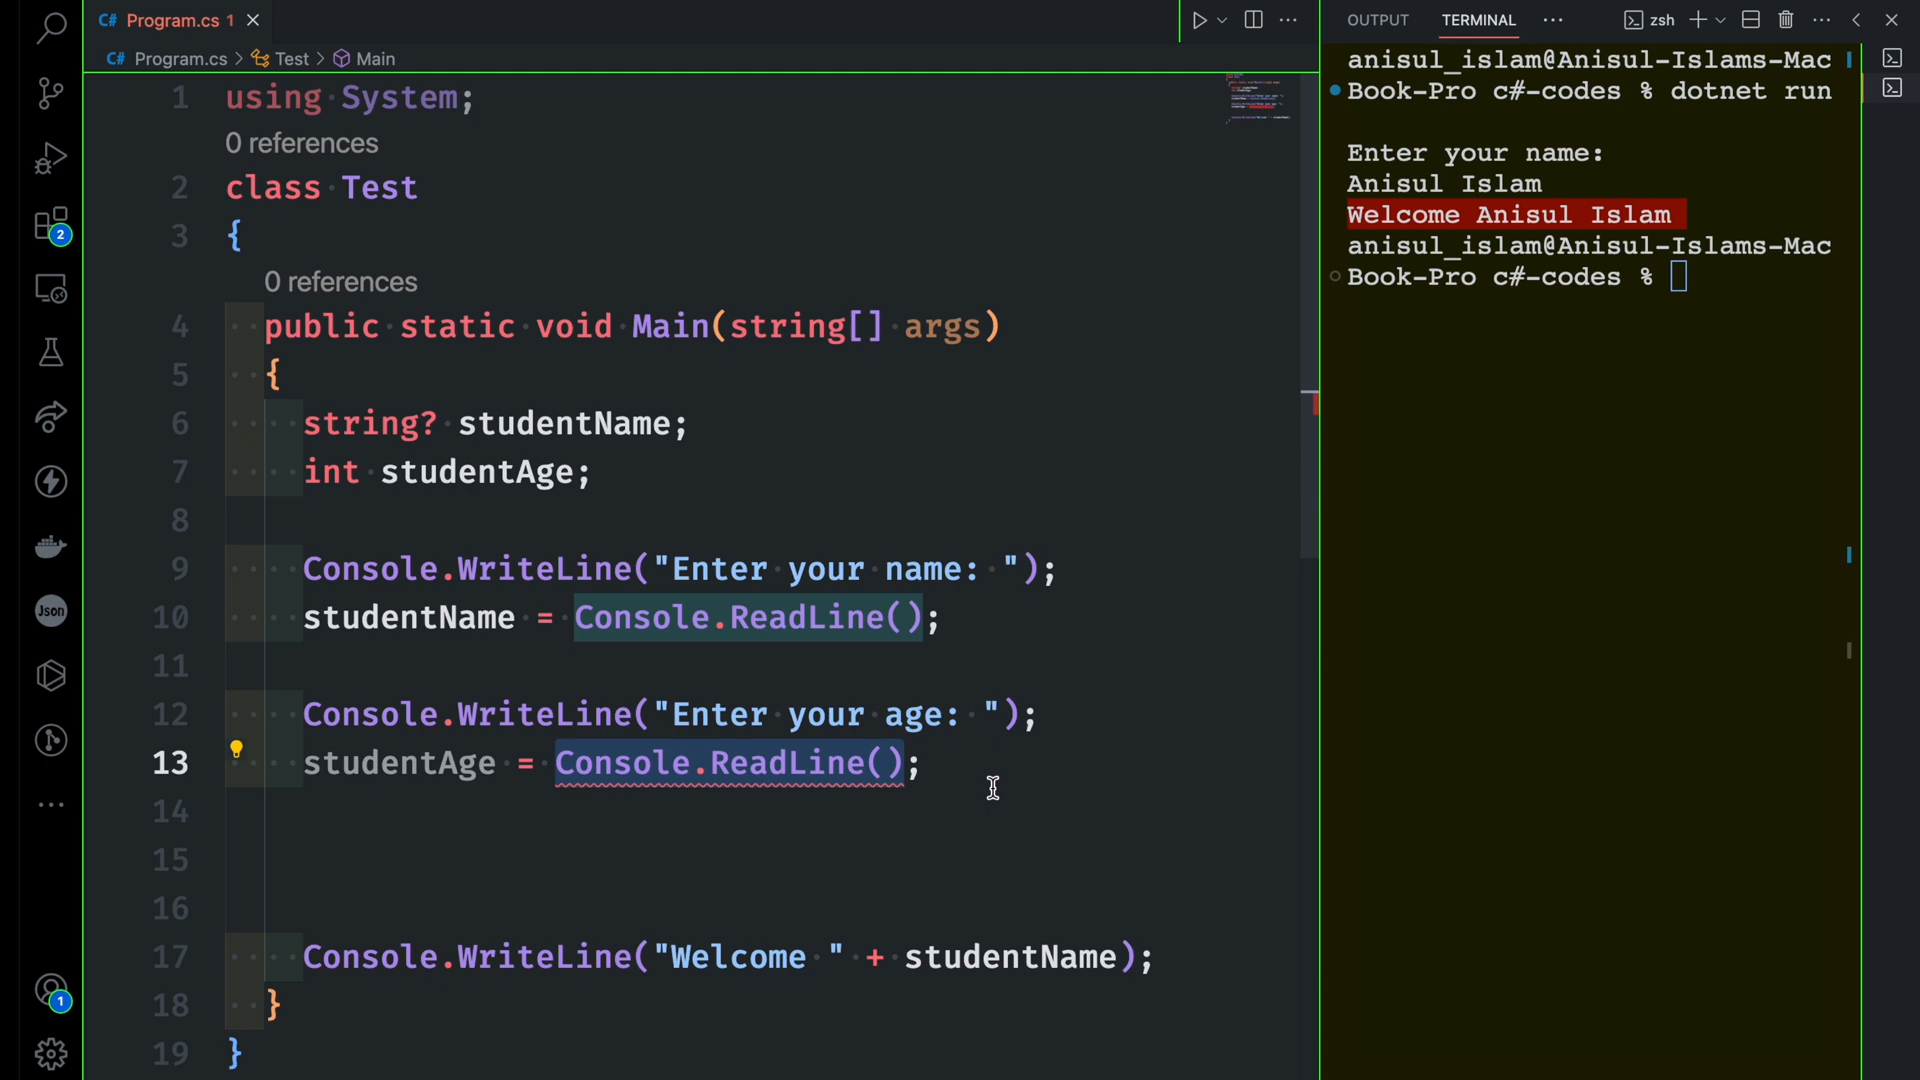 C# Program.cs 1
C# Program.cs > Test > Main
1 using System;
0 references
2 class Test
3 {
0 references
4 public static void Main(string[] args)
5 {
6 string? studentName;
7 int studentAge;
8
9 Console.WriteLine("Enter your name: ");
10 studentName = Console.ReadLine();
11
12 Console.WriteLine("Enter your age: ");
13 studentAge = Console.ReadLine();
14
15
16
17 Console.WriteLine("Welcome " + studentName);
18 }
19 }
2
Json
1
OUTPUT TERMINAL zsh
anisul_islam@Anisul-Islams-Mac
Book-Pro c#-codes % dotnet run
Enter your name:
Anisul Islam
Welcome Anisul Islam
anisul_islam@Anisul-Islams-Mac
Book-Pro c#-codes %